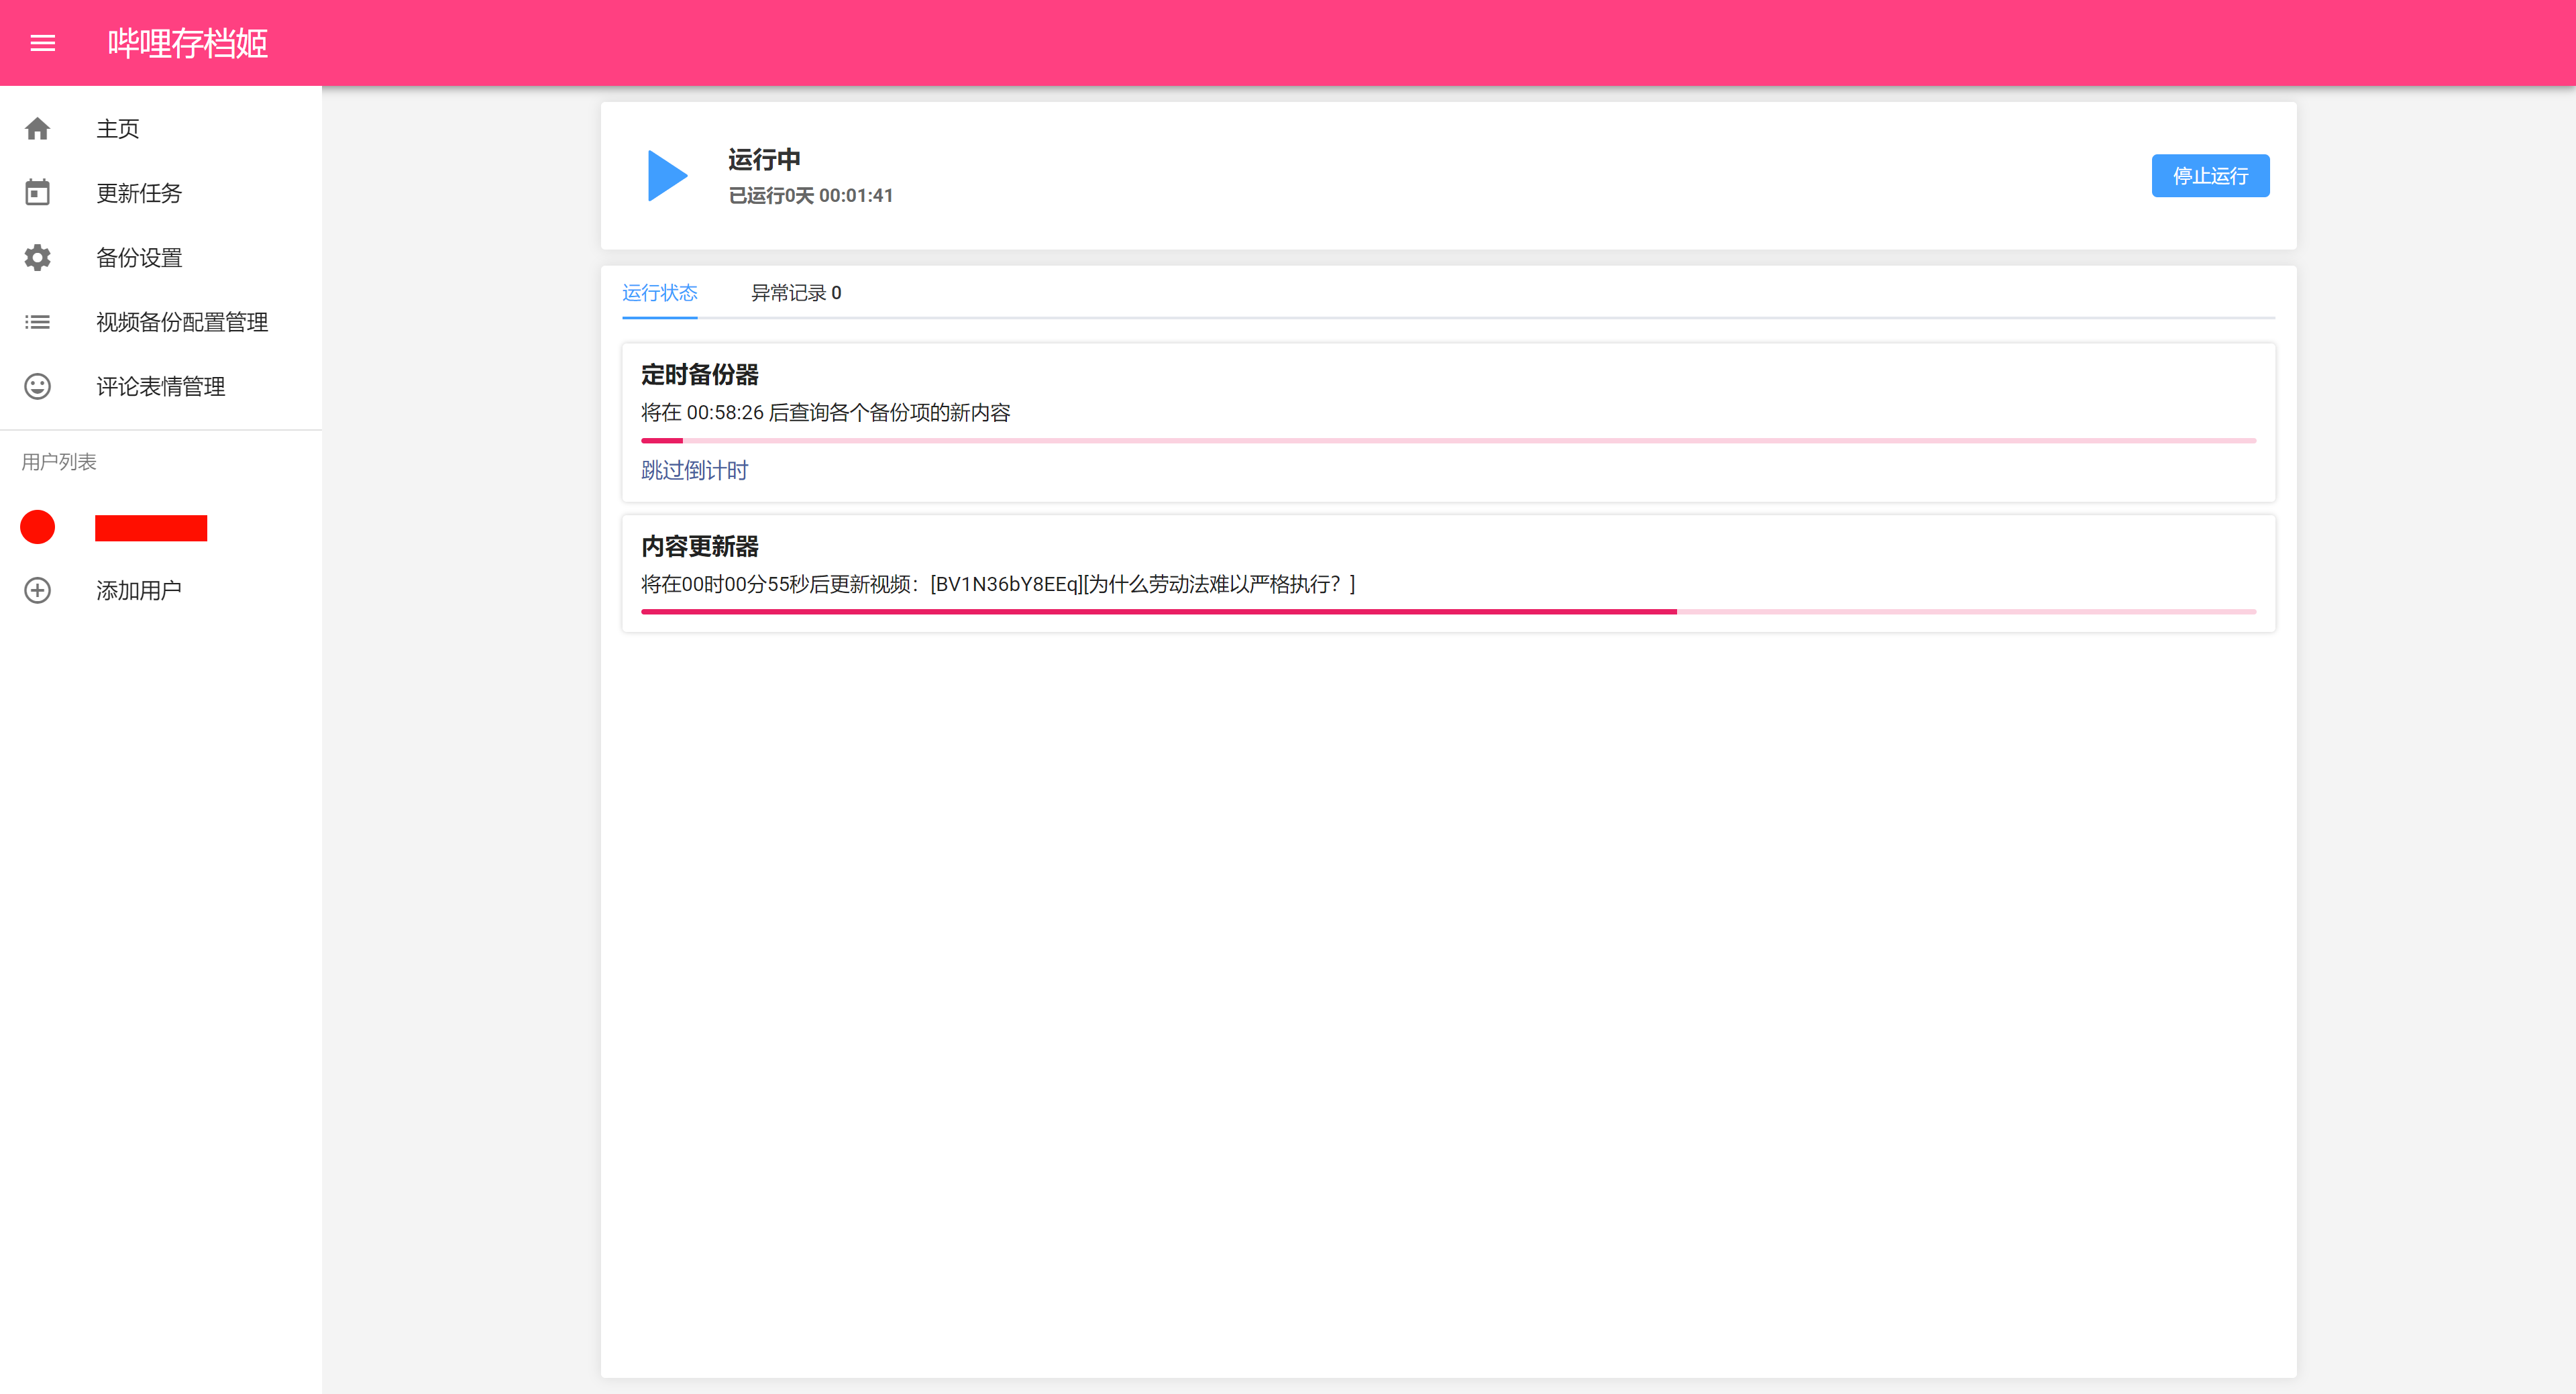 哔哩存档姬
主页
更新任务
备份设置
视频备份配置管理
评论表情管理
用户列表
添加用户
运行中
已运行0天 00:01:41
停止运行
运行状态
异常记录 0
定时备份器
将在 00:58:26 后查询各个备份项的新内容
跳过倒计时
内容更新器
将在00时00分55秒后更新视频：[BV1N36bY8EEq][为什么劳动法难以严格执行？]